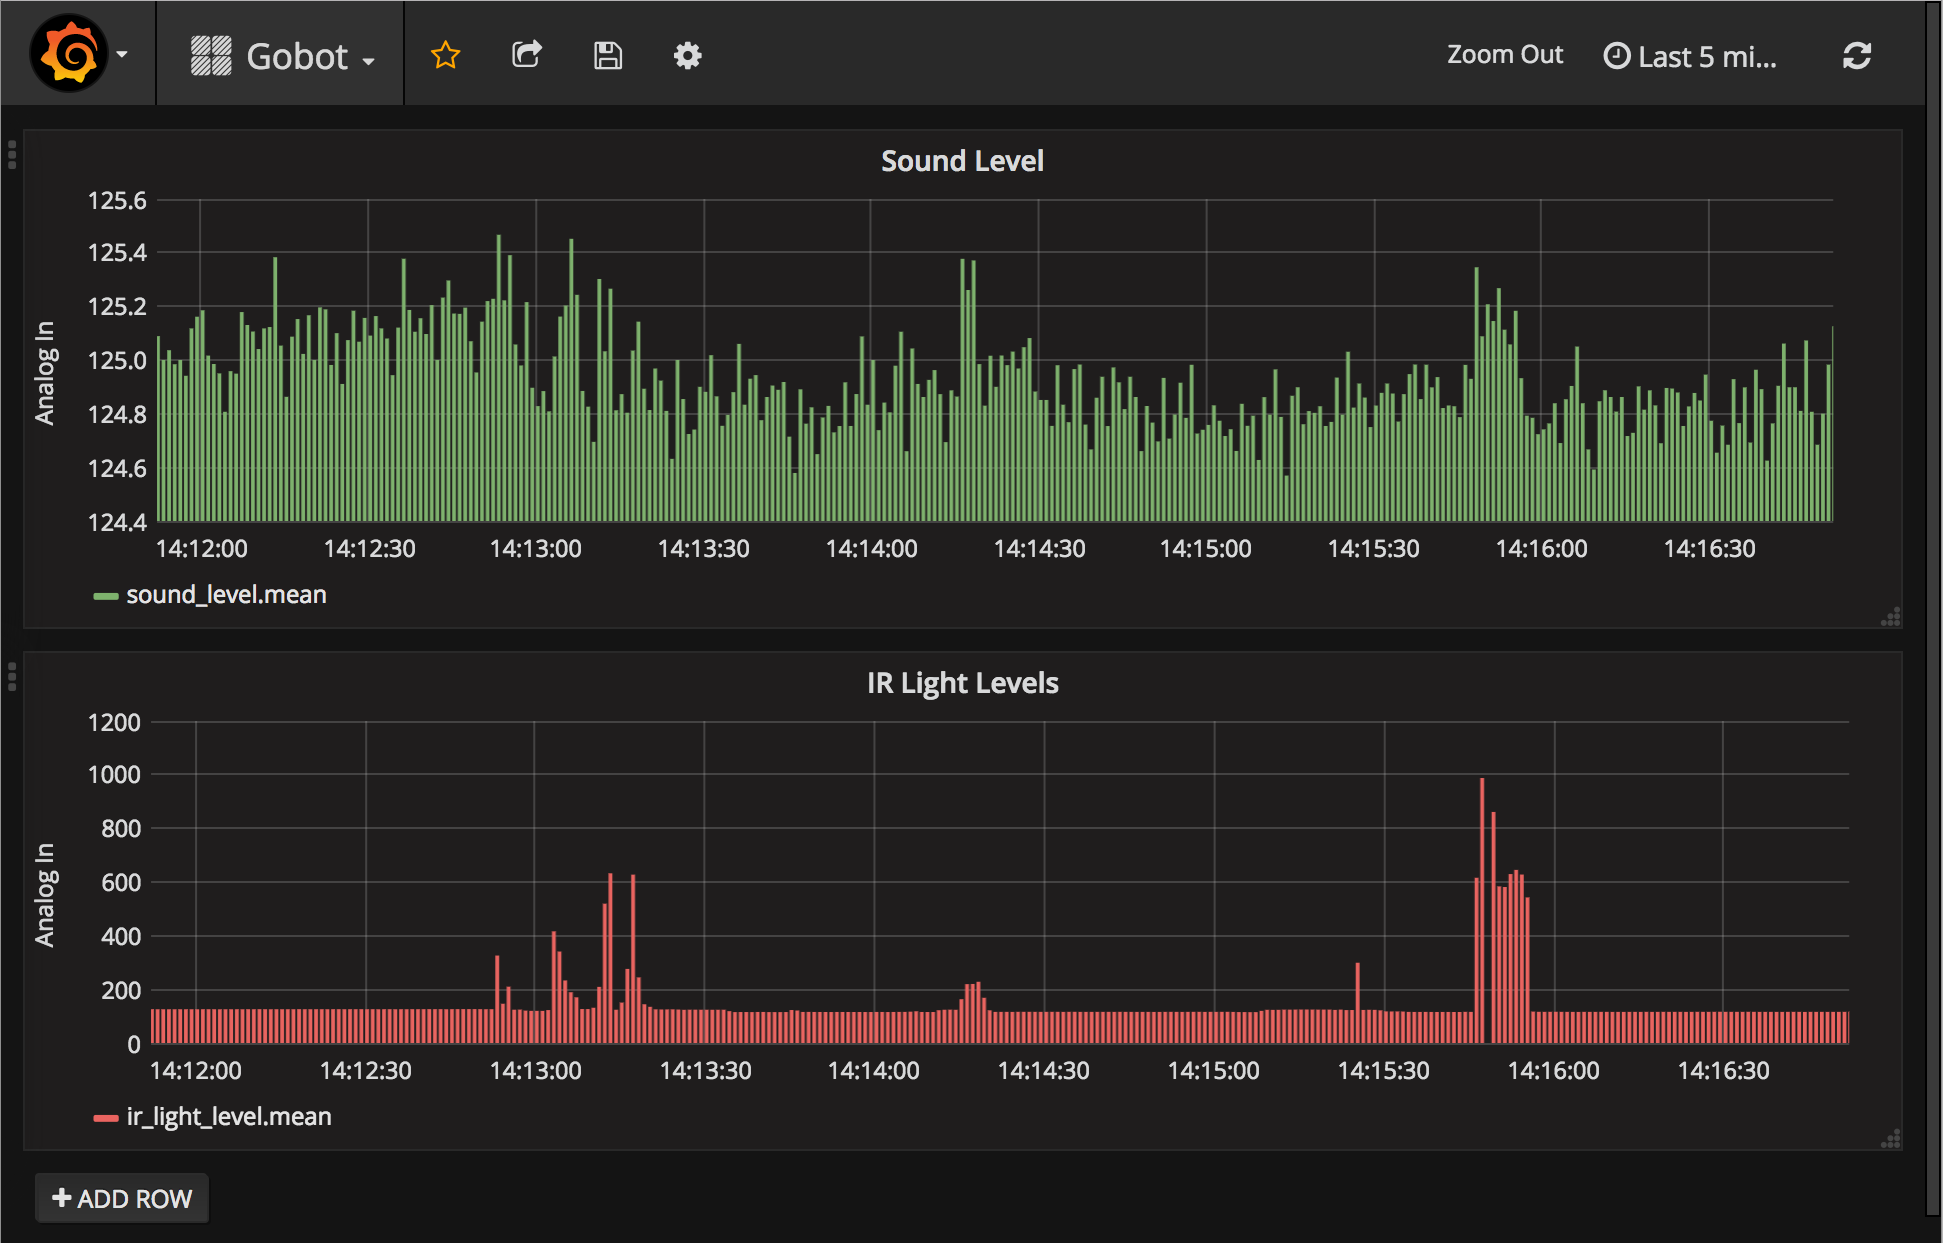 Gobot
Zoom Out
Last 5 mi...
Sound Level
125.6
125.4
125.2
125.0
124.8
124.6
124.4
Analog In
14:12:00 14:12:30 14:13:00 14:13:30 14:14:00 14:14:30 14:15:00 14:15:30 14:16:00 14:16:30
sound_level.mean
IR Light Levels
1200
1000
800
600
400
200
0
Analog In
14:12:00 14:12:30 14:13:00 14:13:30 14:14:00 14:14:30 14:15:00 14:15:30 14:16:00 14:16:30
ir_light_level.mean
+ ADD ROW